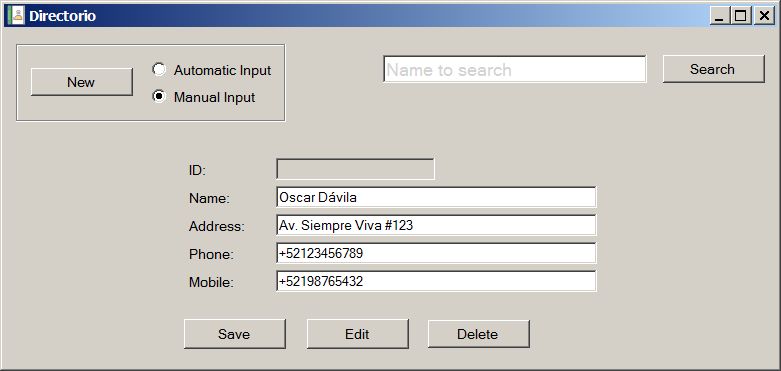 Directorio
New
Automatic Input
Manual Input
Name to search
Search
ID:
Name: Oscar Dávila
Address: Av. Siempre Viva #123
Phone: +52123456789
Mobile: +52198765432
Save Edit Delete